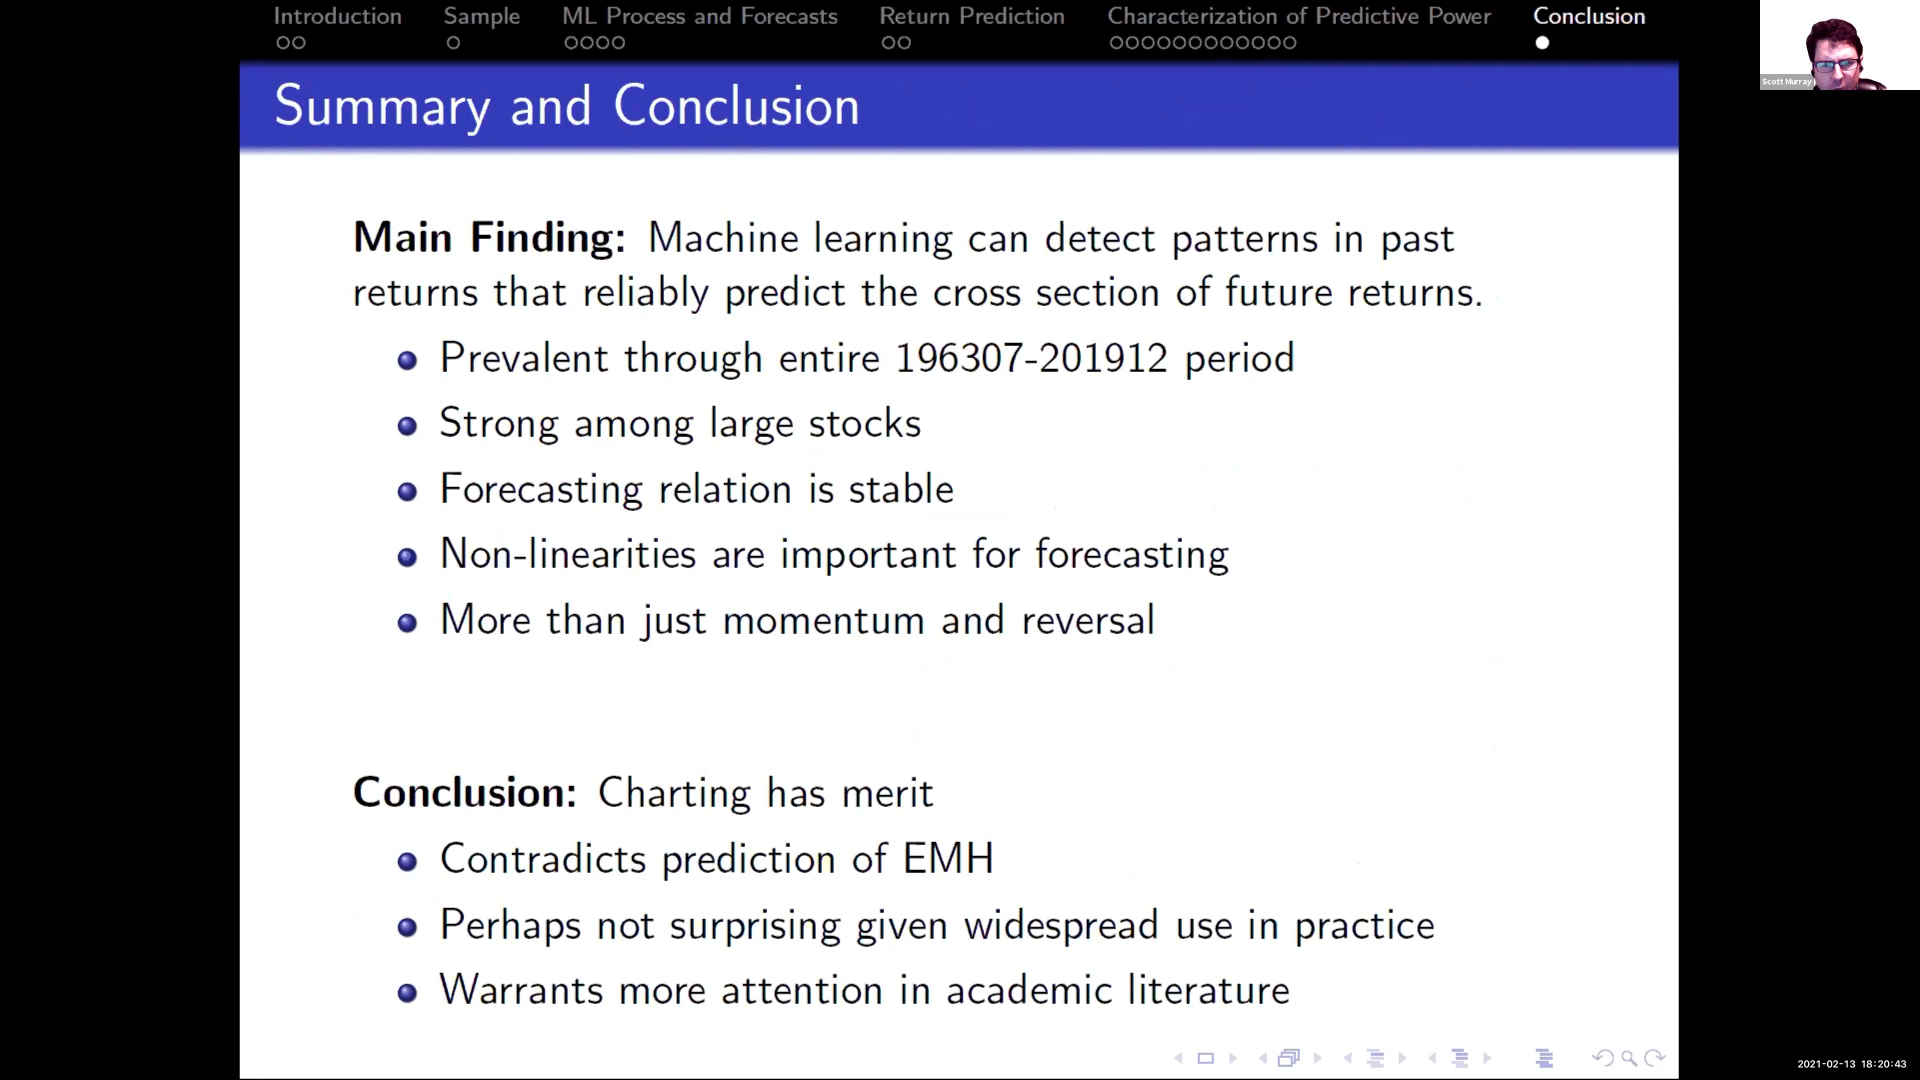 Introduction Sample ML Process and Forecasts Return Prediction Characterization of Predictive Power Conclusion
Scott Murray
Summary and Conclusion
Main Finding: Machine learning can detect patterns in past
returns that reliably predict the cross section of future returns.
Prevalent through entire 196307-201912 period
Strong among large stocks
Forecasting relation is stable
Non-linearities are important for forecasting
More than just momentum and reversal
Conclusion: Charting has merit
Contradicts prediction of EMH
Perhaps not surprising given widespread use in practice
Warrants more attention in academic literature
2021-02-13 18:20:43